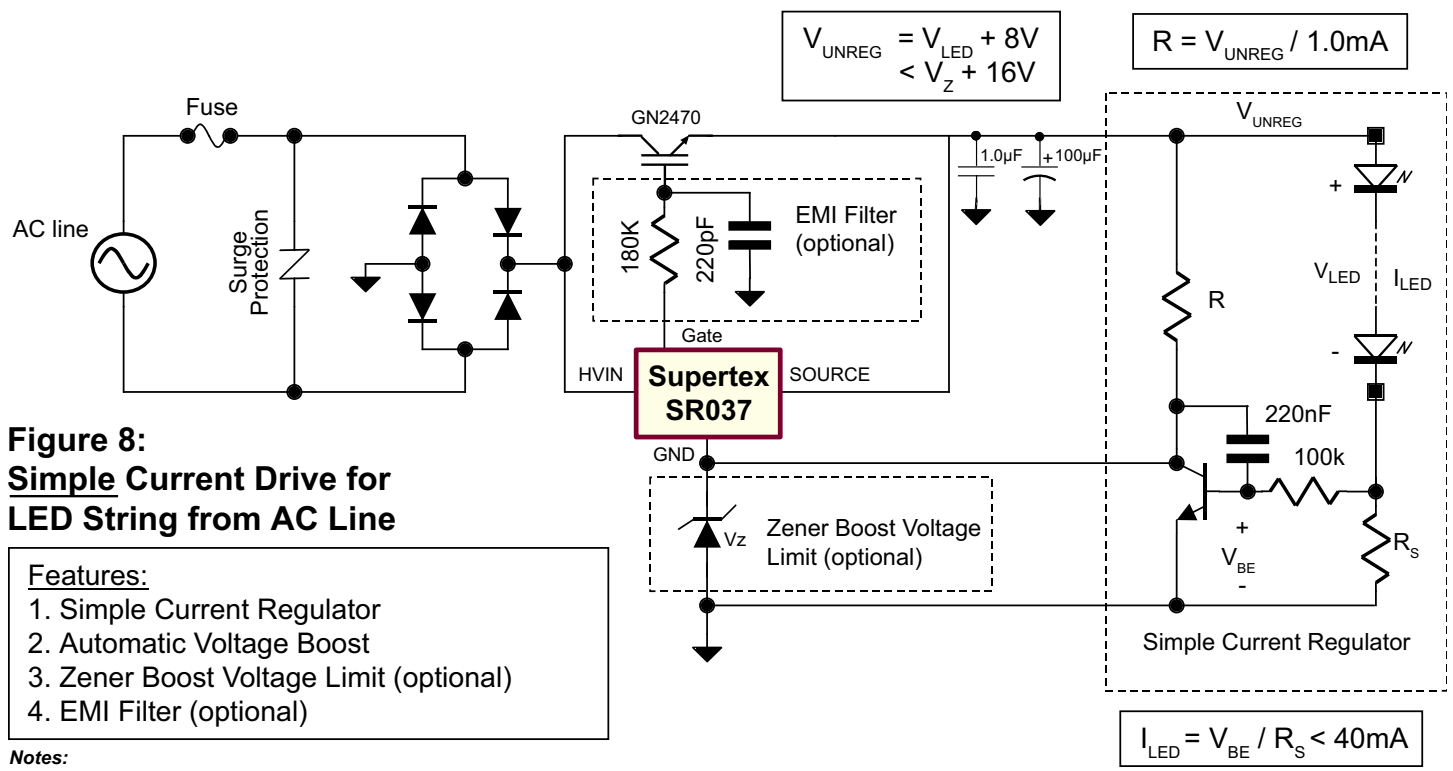 V_UNREG = V_LED + 8V
< V_Z + 16V
R = V_UNREG / 1.0mA
Fuse
GN2470
V_UNREG
1.0µF
+ 100µF
AC line
Surge
Protection
180K
220pF
EMI Filter
(optional)
+
V_LED
I_LED
-
R
Gate
HVIN
Supertex
SR037
SOURCE
GND
220nF
100k
Figure 8:
Simple Current Drive for
LED String from AC Line
Vz
Zener Boost Voltage
Limit (optional)
+
V_BE
-
R_S
Simple Current Regulator
Features:
1. Simple Current Regulator
2. Automatic Voltage Boost
3. Zener Boost Voltage Limit (optional)
4. EMI Filter (optional)
I_LED = V_BE / R_S < 40mA
Notes: